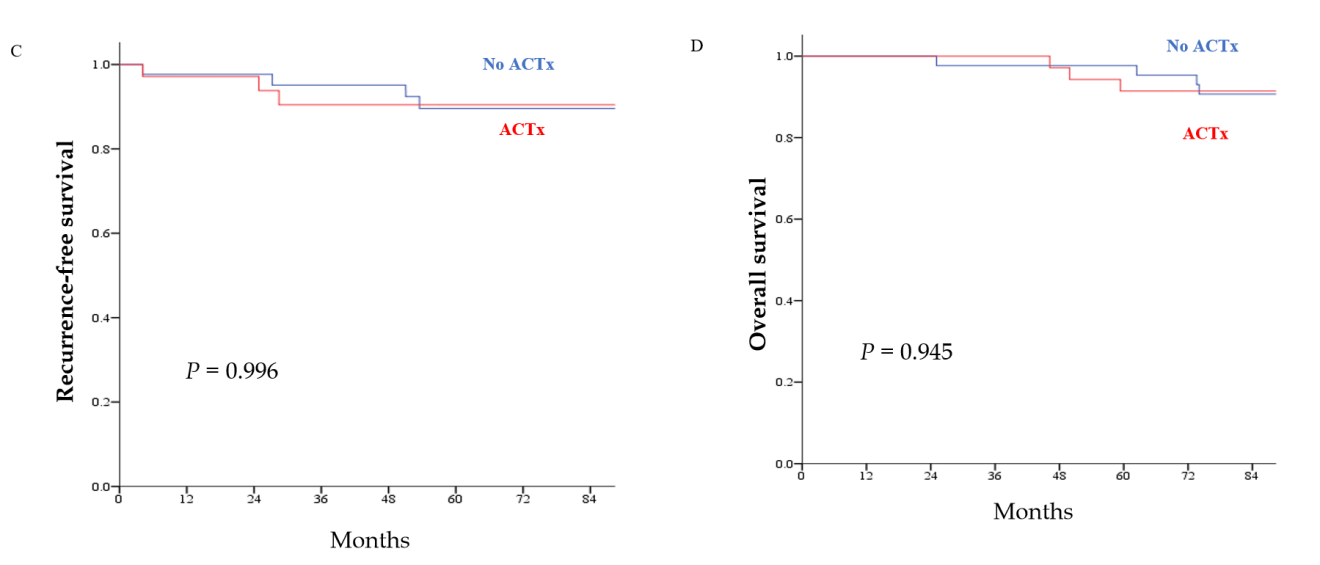 C
No ACTx
ACTx
Recurrence-free survival
1.0
0.8
0.6
0.4
0.2
0.0
P = 0.996
0 12 24 36 48 60 72 84
Months
D
No ACTx
ACTx
Overall survival
1.0
0.8
0.6
0.4
0.2
0.0
P = 0.945
0 12 24 36 48 60 72 84
Months